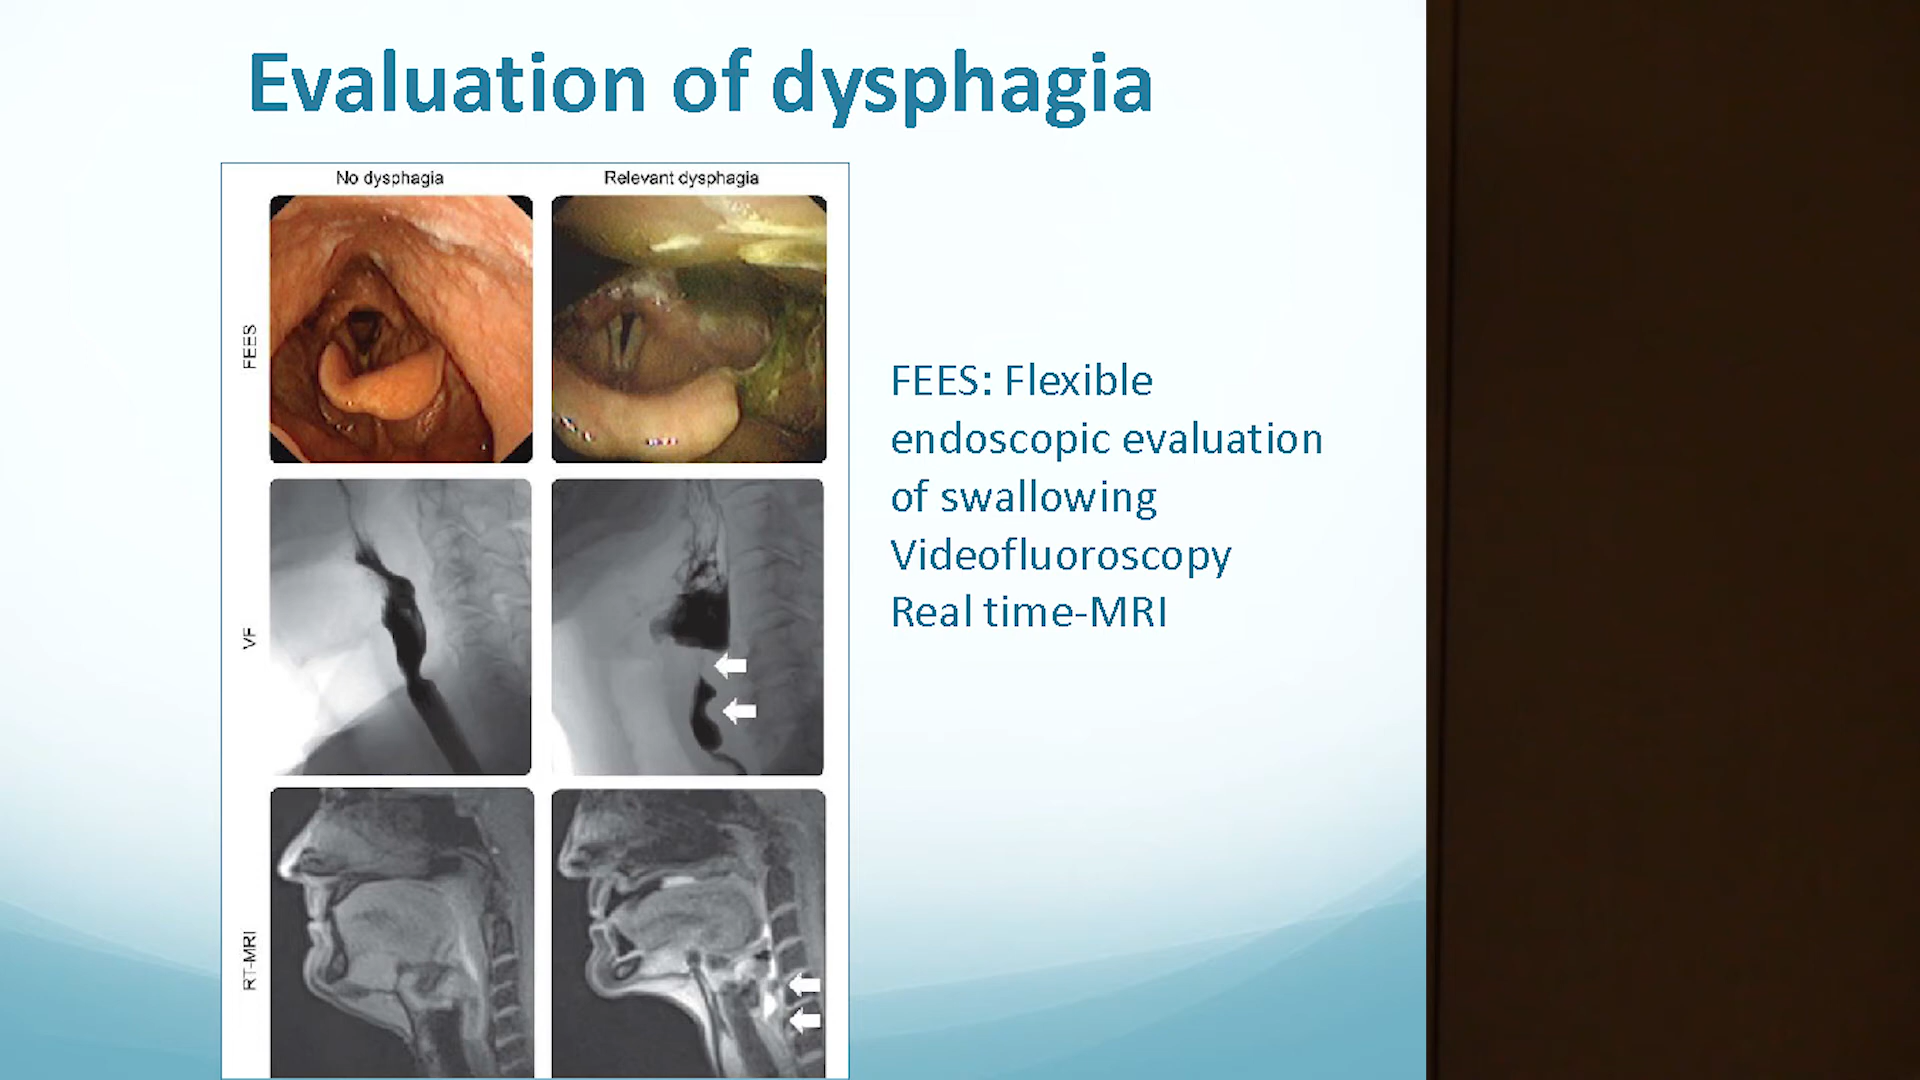 Evaluation of dysphagia
No dysphagia
Relevant dysphagia
FEES
VF
RT-MRI
FEES: Flexible
endoscopic evaluation
of swallowing
Videofluoroscopy
Real time-MRI